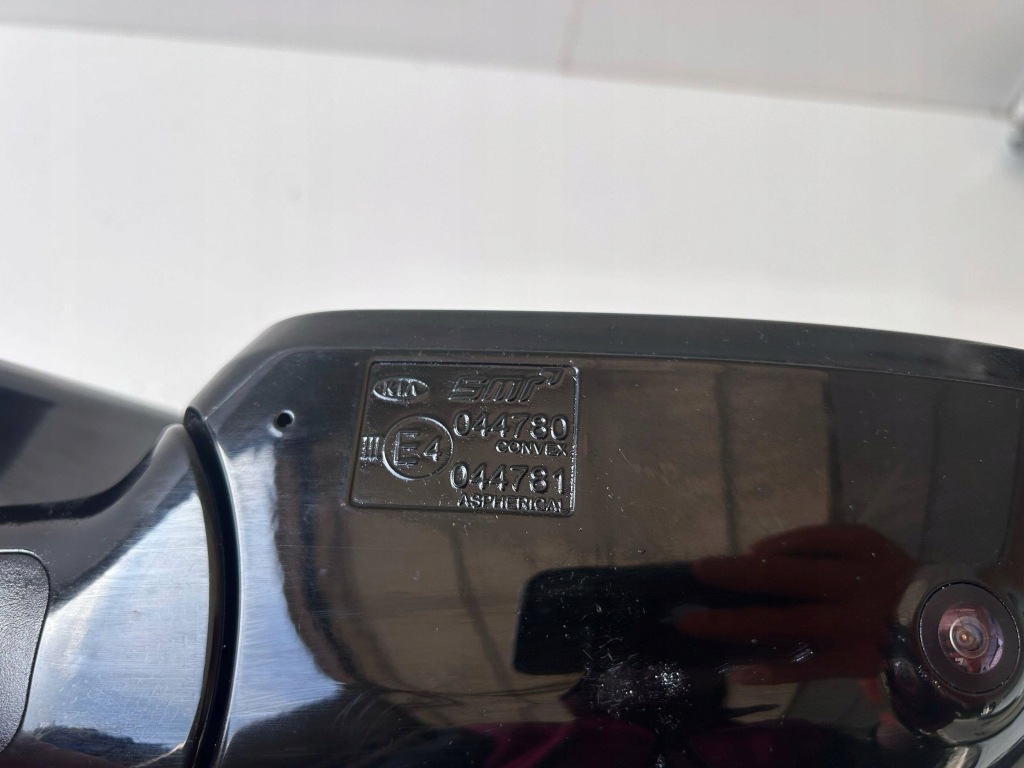 KIA SMR
044780
CONVEX
III E4
044781
ASPHERICAL